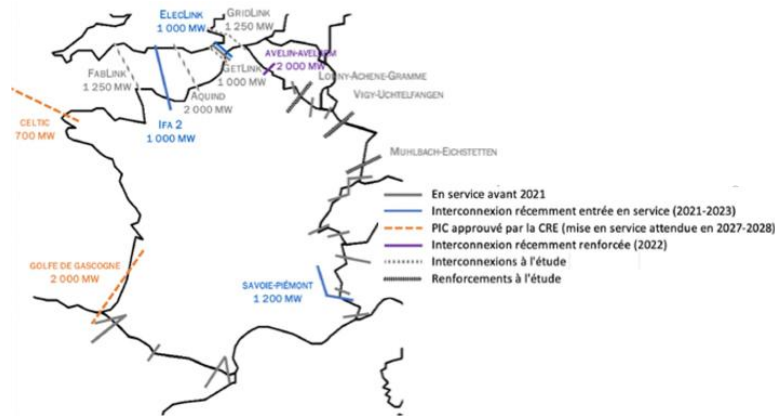 ELECLINK
1 000 MW
GRIDLINK
1 250 MW
AVELIN-AVELGEM
2 000 MW
FABLINK
1 250 MW
GETLINK
1 000 MW
LONNY-ACHENE-GRAMME
AQUIND
2 000 MW
VIGY-UCHTELFANGEN
CELTIC
700 MW
IFA 2
1 000 MW
MUHLBACH-EICHSTETTEN
En service avant 2021
Interconnexion récemment entrée en service (2021-2023)
PIC approuvé par la CRE (mise en service attendue en 2027-2028)
Interconnexion récemment renforcée (2022)
Interconnexions à l'étude
Renforcements à l'étude
GOLFE DE GASCOGNE
2 000 MW
SAVOIE-PIÉMONT
1 200 MW